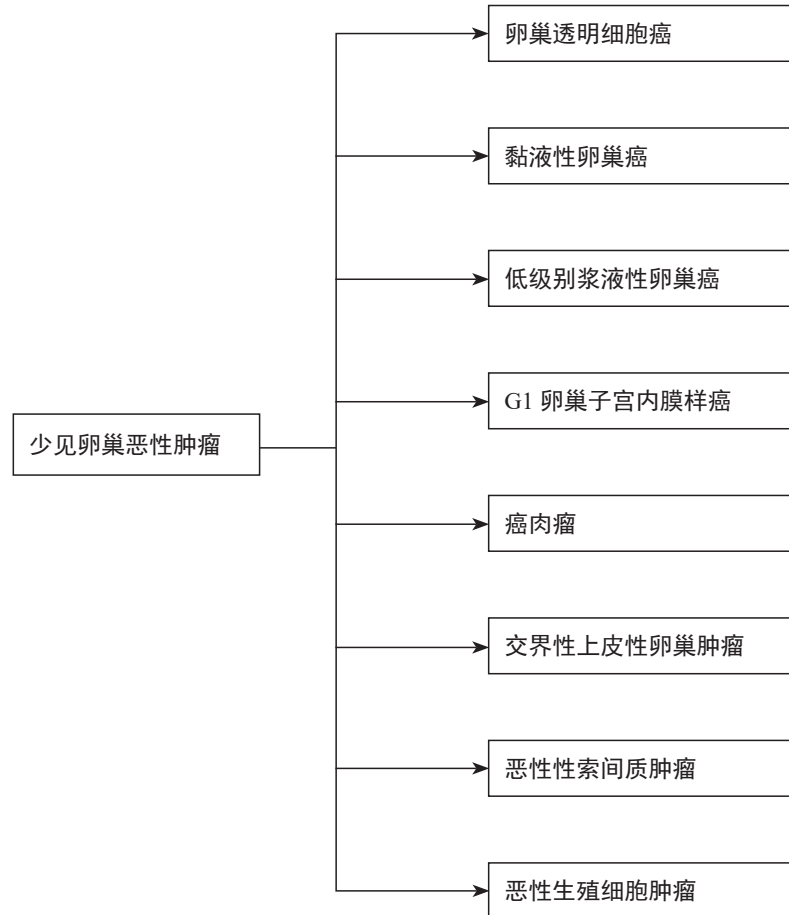 卵巢透明细胞癌
黏液性卵巢癌
低级别浆液性卵巢癌
G1 卵巢子宫内膜样癌
少见卵巢恶性肿瘤
癌肉瘤
交界性上皮性卵巢肿瘤
恶性性索间质肿瘤
恶性生殖细胞肿瘤